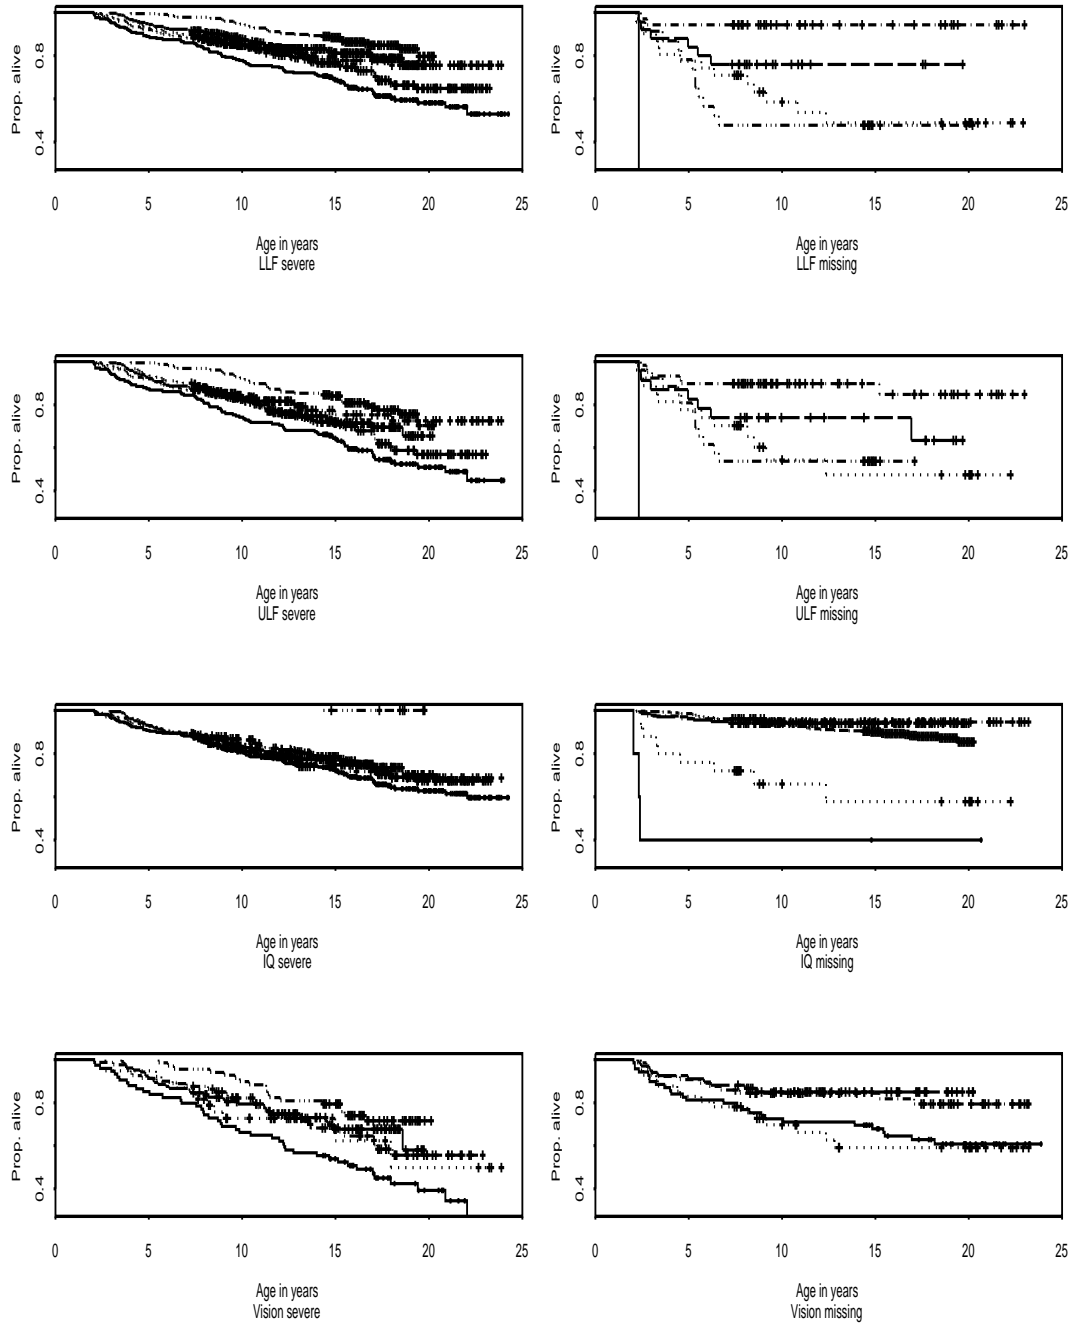 Prop. alive
0.8
0.4
0 5 10 15 20 25
Age in years
LLF severe
Prop. alive
0.8
0.4
0 5 10 15 20 25
Age in years
LLF missing
Prop. alive
0.8
0.4
0 5 10 15 20 25
Age in years
ULF severe
Prop. alive
0.8
0.4
0 5 10 15 20 25
Age in years
ULF missing
Prop. alive
0.8
0.4
0 5 10 15 20 25
Age in years
IQ severe
Prop. alive
0.8
0.4
0 5 10 15 20 25
Age in years
IQ missing
Prop. alive
0.8
0.4
0 5 10 15 20 25
Age in years
Vision severe
Prop. alive
0.8
0.4
0 5 10 15 20 25
Age in years
Vision missing